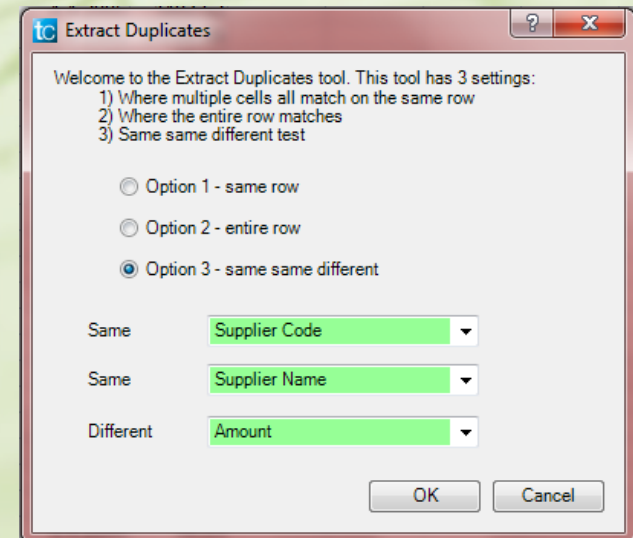 tc Extract Duplicates
Welcome to the Extract Duplicates tool. This tool has 3 settings:
1) Where multiple cells all match on the same row
2) Where the entire row matches
3) Same same different test
Option 1 - same row
Option 2 - entire row
Option 3 - same same different
Same Supplier Code
Same Supplier Name
Different Amount
OK Cancel